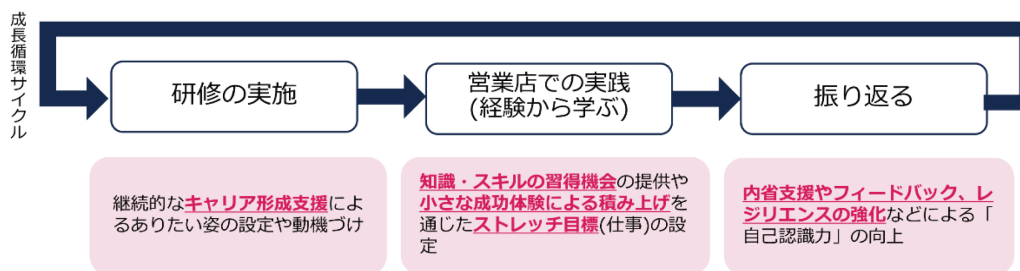 成長循環サイクル
研修の実施
営業店での実践
(経験から学ぶ)
振り返る
継続的なキャリア形成支援によ
るありたい姿の設定や動機づけ
知識・スキルの習得機会の提供や
小さな成功体験による積み上げを
通じたストレッチ目標(仕事)の設
定
内省支援やフィードバック、レ
ジリエンスの強化などによる「
自己認識力」の向上